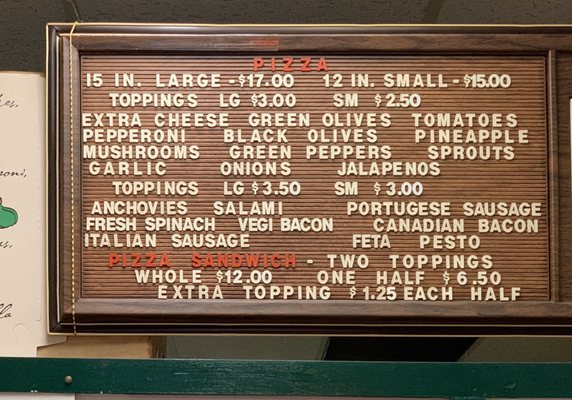 PIZZA
15 IN. LARGE - $17.00 12 IN. SMALL - $15.00
TOPPINGS LG $3.00 SM $2.50
EXTRA CHEESE GREEN OLIVES TOMATOES
PEPPERONI BLACK OLIVES PINEAPPLE
MUSHROOMS GREEN PEPPERS SPROUTS
GARLIC ONIONS JALAPENOS
TOPPINGS LG $3.50 SM $3.00
ANCHOVIES SALAMI PORTUGESE SAUSAGE
FRESH SPINACH VEGI BACON CANADIAN BACON
ITALIAN SAUSAGE FETA PESTO
PIZZA SANDWICH - TWO TOPPINGS
WHOLE $12.00 ONE HALF $6.50
EXTRA TOPPING $1.25 EACH HALF